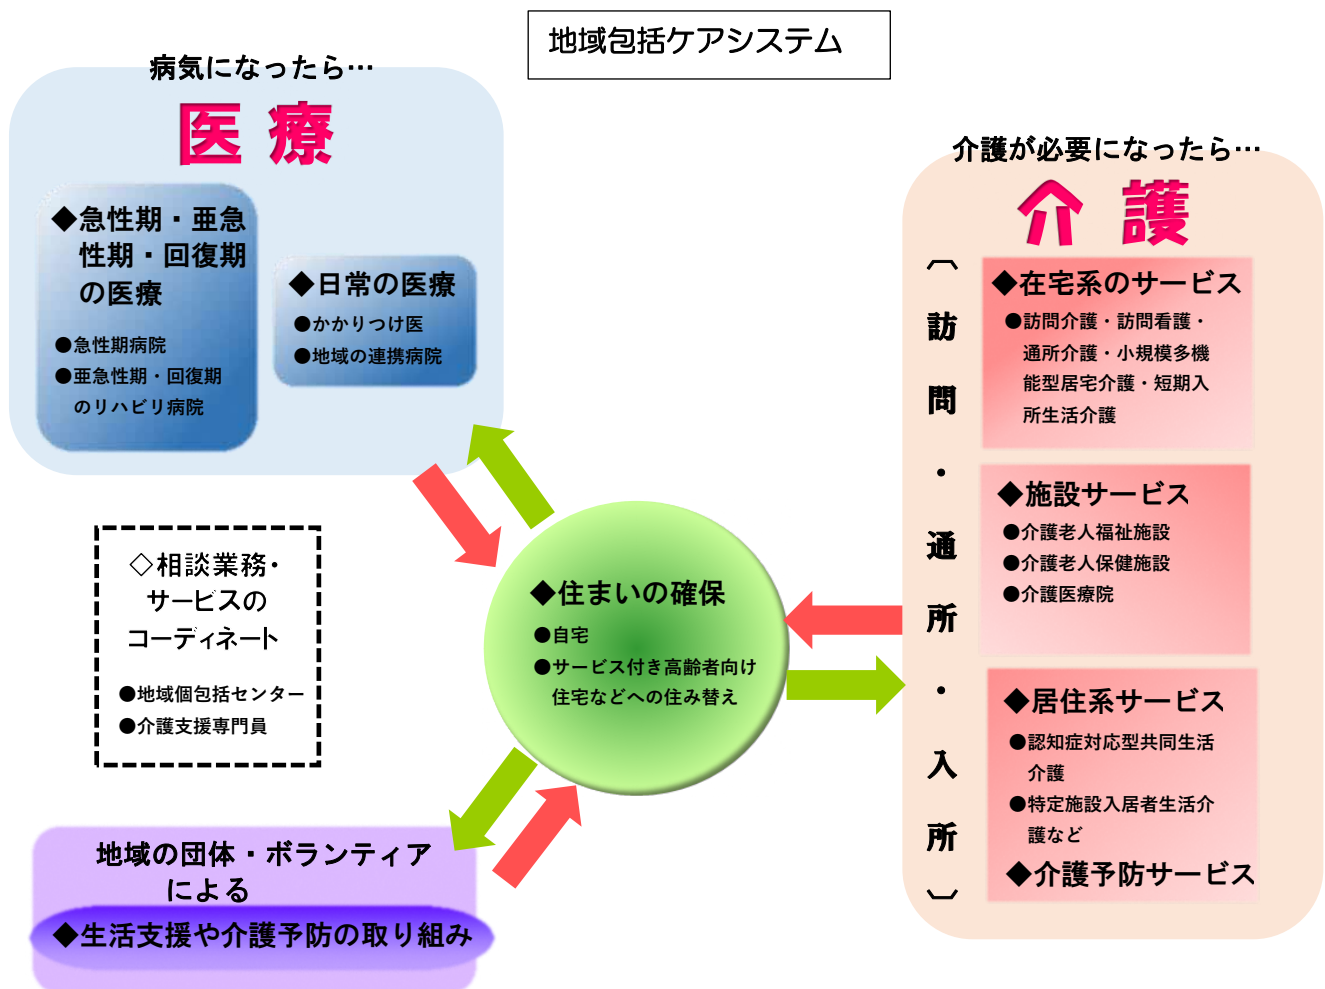 地域包括ケアシステム
病気になったら…
医 療
◆急性期・亜急
性期・回復期
の医療
●急性期病院
●亜急性期・回復期
のリハビリ病院
◆日常の医療
●かかりつけ医
●地域の連携病院
介護が必要になったら…
介 護
〔訪問・通所・入所〕
◆在宅系のサービス
●訪問介護・訪問看護・
通所介護・小規模多機
能型居宅介護・短期入
所生活介護
◆施設サービス
●介護老人福祉施設
●介護老人保健施設
●介護医療院
◆居住系サービス
●認知症対応型共同生活
介護
●特定施設入居者生活介
護など
◆介護予防サービス
◇相談業務・
サービスの
コーディネート
●地域個包括センター
●介護支援専門員
◆住まいの確保
●自宅
●サービス付き高齢者向け
住宅などへの住み替え
地域の団体・ボランティア
による
◆生活支援や介護予防の取り組み